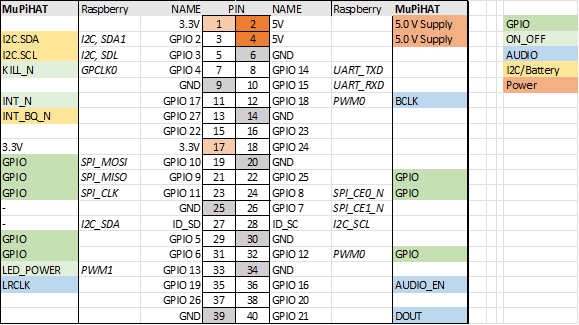 MuPiHAT Raspberry NAME PIN NAME Raspberry MuPiHAT
3.3V 1 2 5V 5.0 V Supply GPIO
I2C.SDA I2C, SDA1 GPIO 2 3 4 5V 5.0 V Supply ON_OFF
I2C.SCL I2C, SDL GPIO 3 5 6 GND AUDIO
KILL_N GPCLK0 GPIO 4 7 8 GPIO 14 UART_TXD I2C/Battery
GND 9 10 GPIO 15 UART_RXD Power
INT_N GPIO 17 11 12 GPIO 18 PWM0 BCLK
INT_BQ_N GPIO 27 13 14 GND
GPIO 22 15 16 GPIO 23
3.3V 3.3V 17 18 GPIO 24
GPIO SPI_MOSI GPIO 10 19 20 GND
GPIO SPI_MISO GPIO 9 21 22 GPIO 25 GPIO
GPIO SPI_CLK GPIO 11 23 24 GPIO 8 SPI_CE0_N GPIO
- GND 25 26 GPIO 7 SPI_CE1_N
- I2C_SDA ID_SD 27 28 ID_SC I2C_SCL
GPIO GPIO 5 29 30 GND
GPIO GPIO 6 31 32 GPIO 12 PWM0 GPIO
LED_POWER PWM1 GPIO 13 33 34 GND
LRCLK GPIO 19 35 36 GPIO 16 AUDIO_EN
GPIO 26 37 38 GPIO 20
GND 39 40 GPIO 21 DOUT